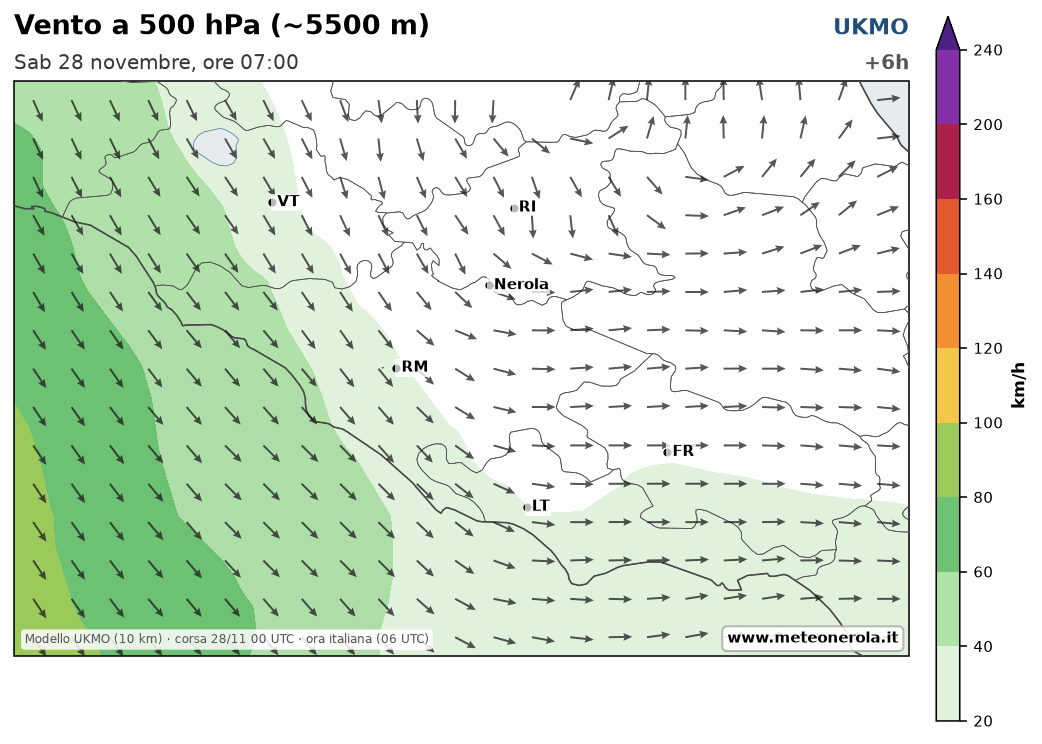 Vento a 500 hPa (~5500 m)
UKMO
Sab 28 novembre, ore 07:00
+6h
VT
RI
Nerola
RM
FR
LT
Modello UKMO (10 km) · corsa 28/11 00 UTC · ora italiana (06 UTC)
www.meteonerola.it
240
200
160
140
120
100
80
60
40
20
km/h